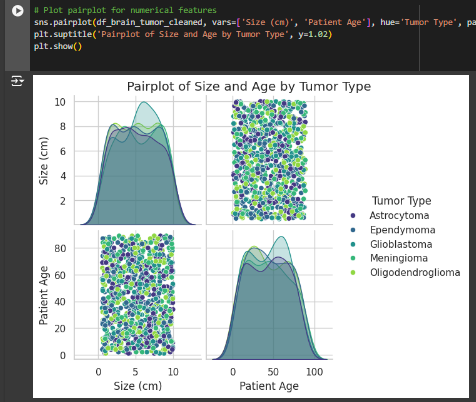 # Plot pairplot for numerical features
sns.pairplot(df_brain_tumor_cleaned, vars=['Size (cm)', 'Patient Age'], hue='Tumor Type', pa
plt.suptitle('Pairplot of Size and Age by Tumor Type', y=1.02)
plt.show()
Pairplot of Size and Age by Tumor Type
Size (cm)
10
8
6
4
2
Patient Age
80
60
40
20
0
0 5 10
Size (cm)
0 50 100
Patient Age
Tumor Type
Astrocytoma
Ependymoma
Glioblastoma
Meningioma
Oligodendroglioma